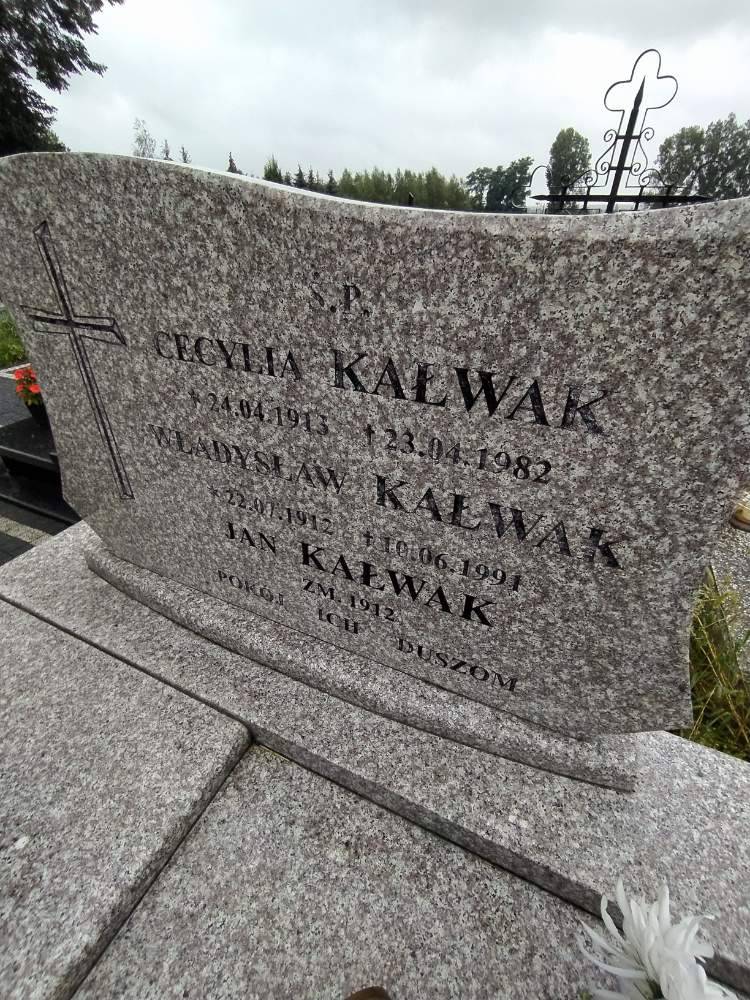 Ś.P.
CECYLIA KAŁWAK
* 24.04.1913 † 23.04.1982
WŁADYSŁAW KAŁWAK
* 22.07.1912 † 10.06.1991
JAN KAŁWAK
ZM. 1912
POKÓJ ICH DUSZOM